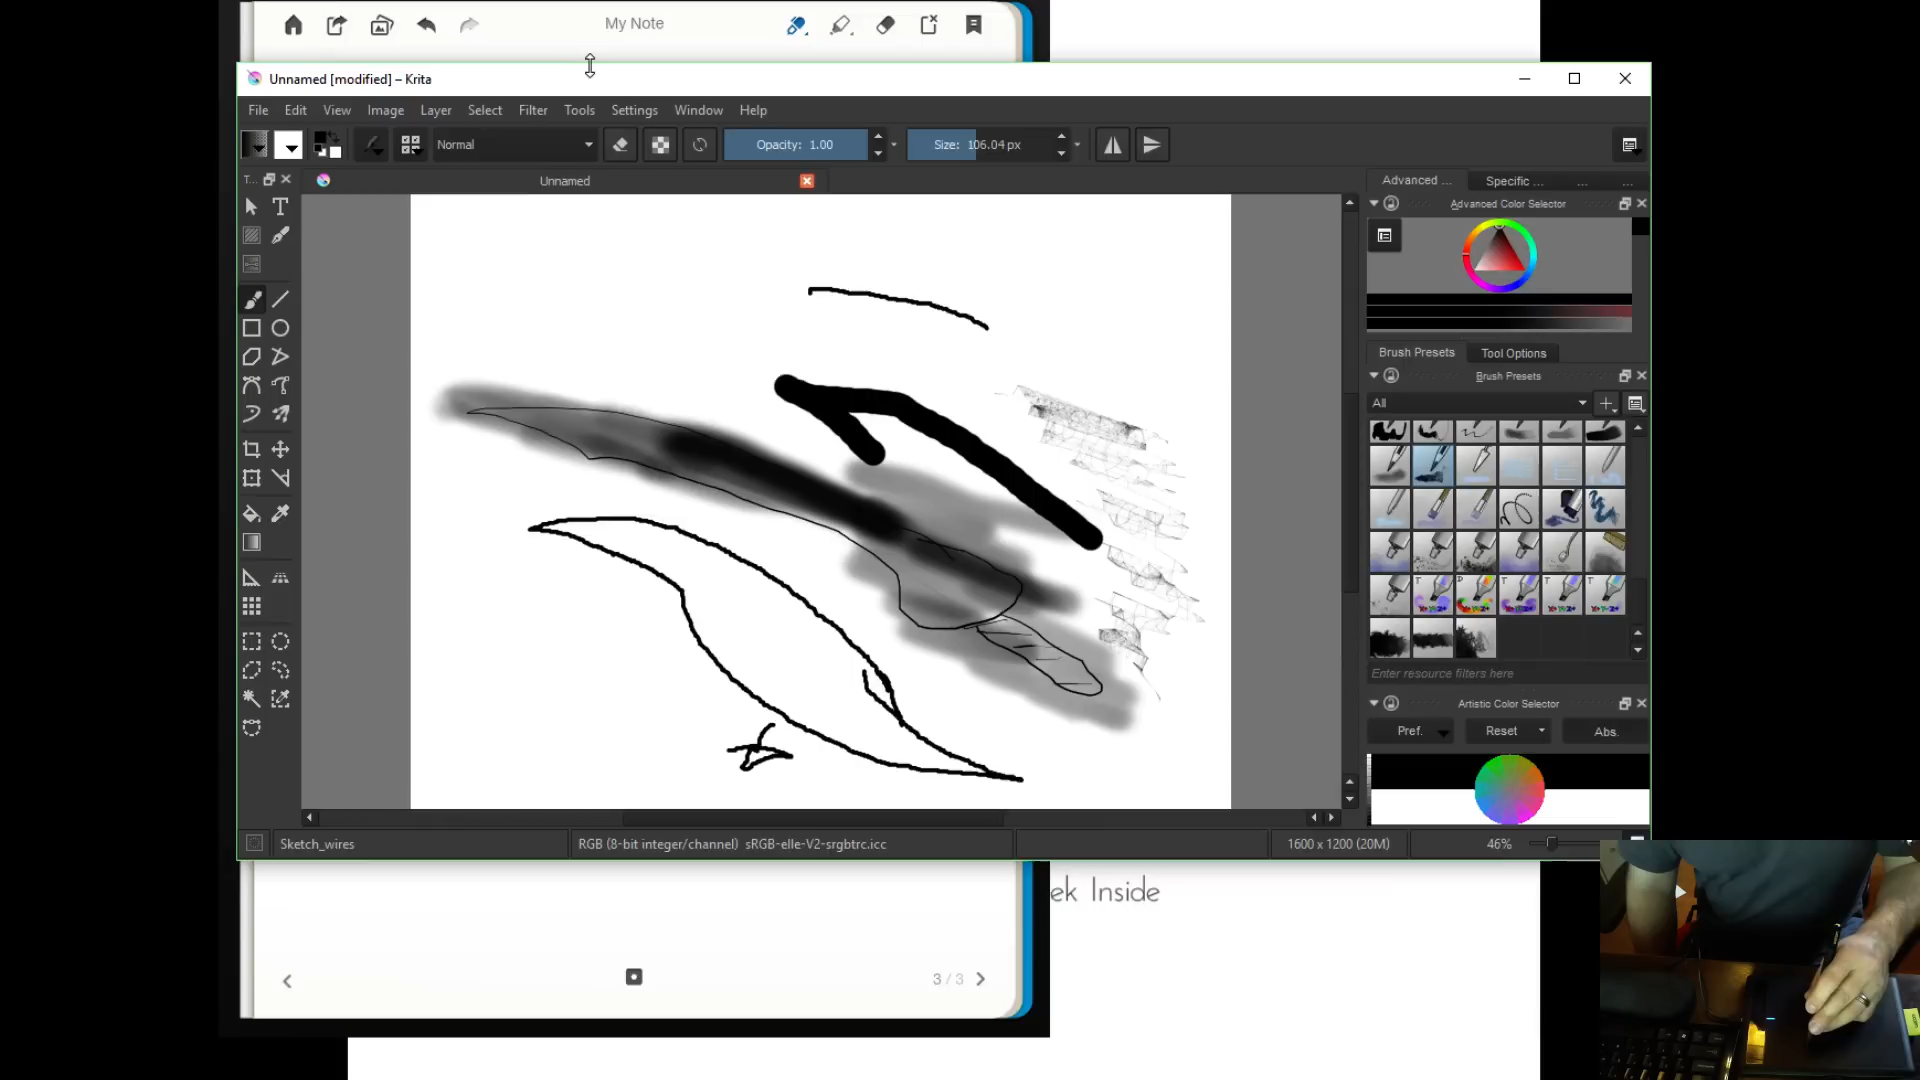 My Note
Unnamed [modified] – Krita
File Edit View Image Layer Select Filter Tools Settings Window Help
Normal
Opacity: 1.00
Size: 106.04 px
T...
Unnamed
Advanced ...
Specific ...
...
...
Advanced Color Selector
Brush Presets
Tool Options
Brush Presets
All
Enter resource filters here
Artistic Color Selector
Pref.
Reset
Abs.
Sketch_wires
RGB (8-bit integer/channel) sRGB-elle-V2-srgbtrc.icc
1600 x 1200 (20M)
46%
ek Inside
3 / 3